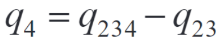 q₄ = q₂₃₄ − q₂₃